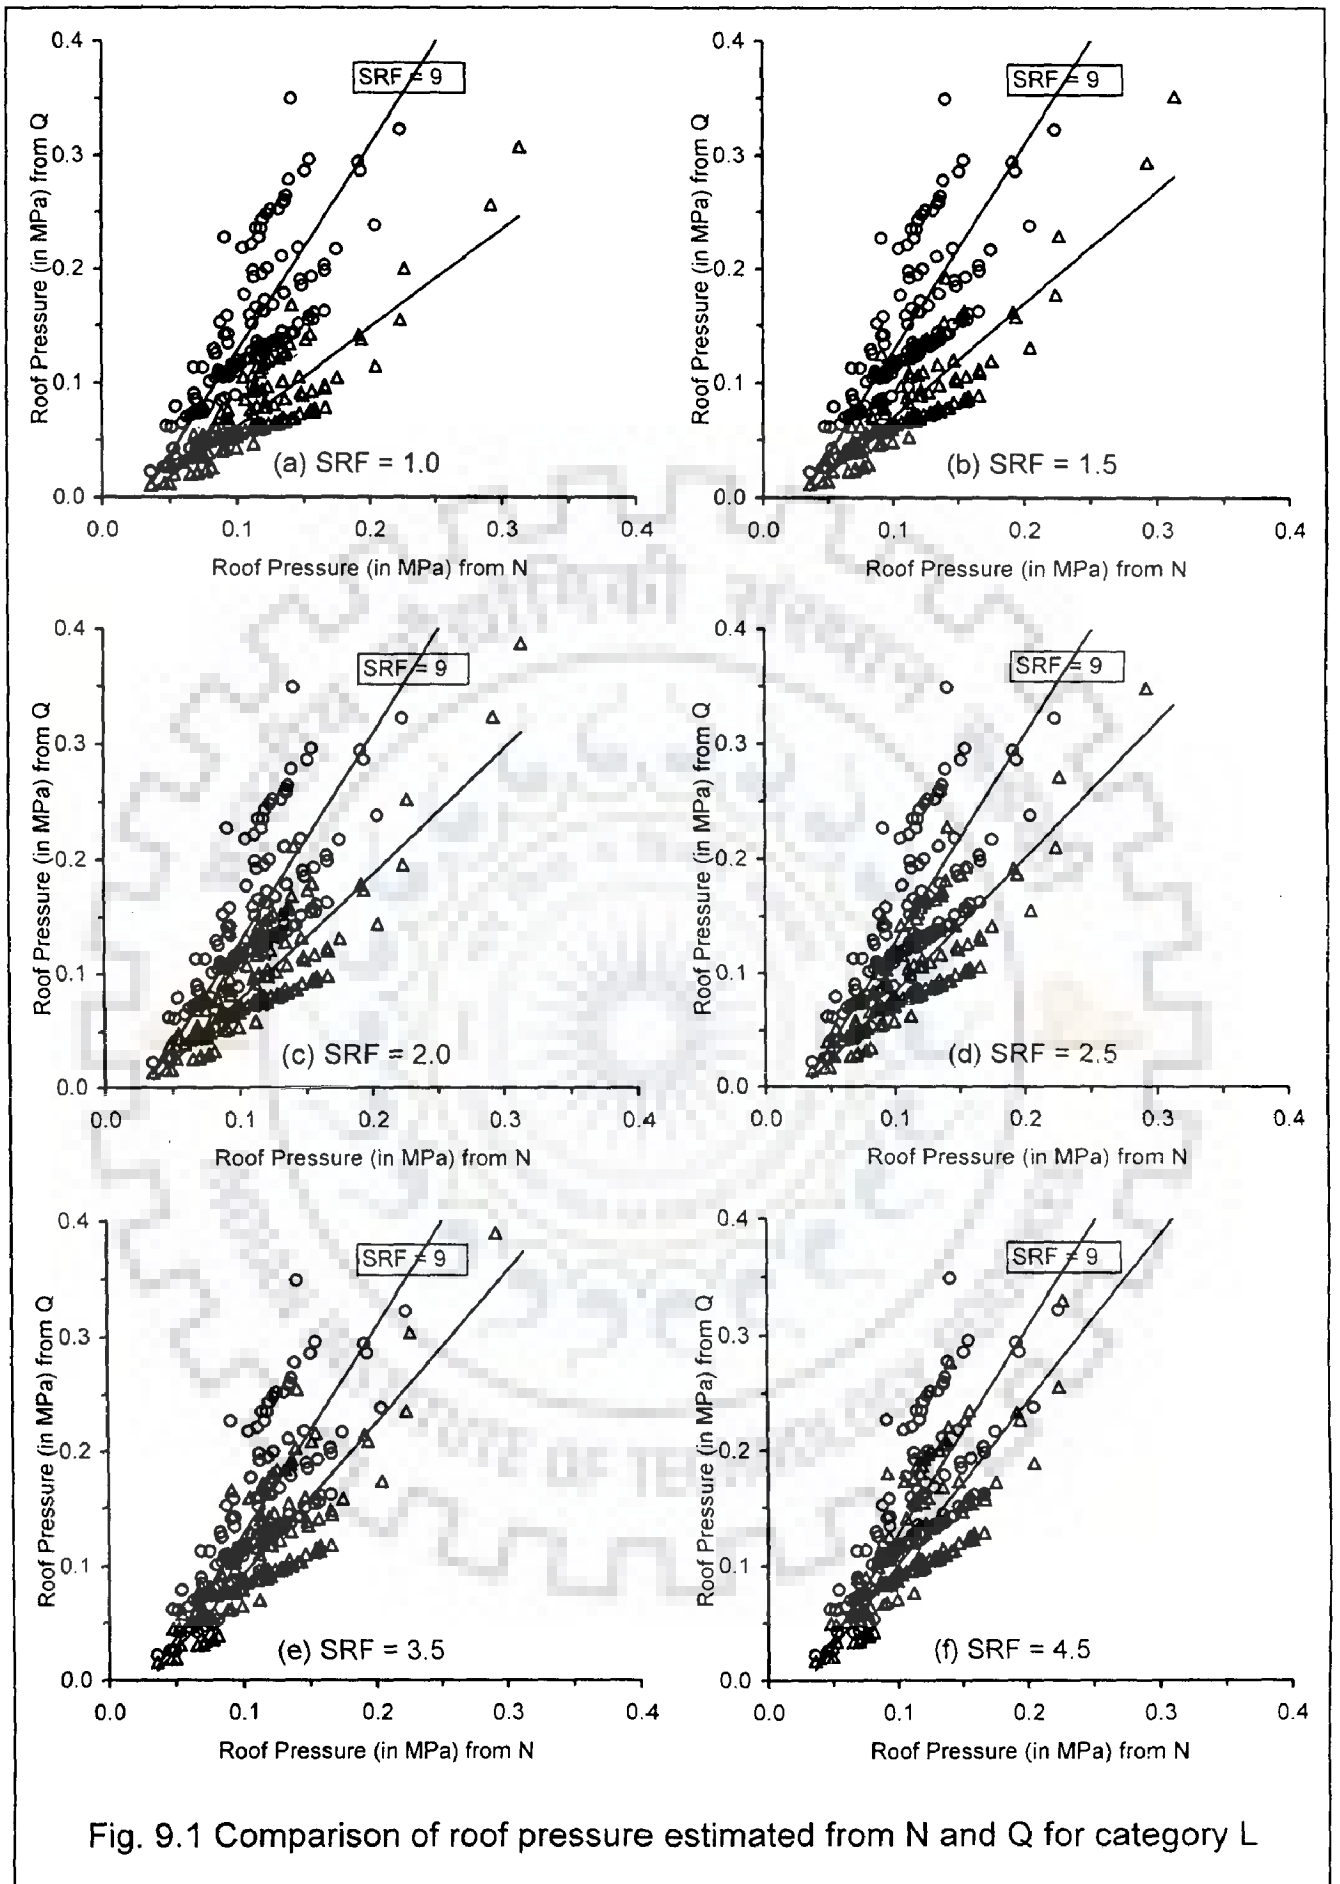 0.4
0.3
0.2
0.1
0.0
Roof Pressure (in MPa) from Q
SRF = 9
(a) SRF = 1.0
0.0 0.1 0.2 0.3 0.4
Roof Pressure (in MPa) from N
0.4
0.3
0.2
0.1
0.0
Roof Pressure (in MPa) from Q
SRF = 9
(b) SRF = 1.5
0.0 0.1 0.2 0.3 0.4
Roof Pressure (in MPa) from N
0.4
0.3
0.2
0.1
0.0
Roof Pressure (in MPa) from Q
SRF = 9
(c) SRF = 2.0
0.0 0.1 0.2 0.3 0.4
Roof Pressure (in MPa) from N
0.4
0.3
0.2
0.1
0.0
Roof Pressure (in MPa) from Q
SRF = 9
(d) SRF = 2.5
0.0 0.1 0.2 0.3 0.4
Roof Pressure (in MPa) from N
0.4
0.3
0.2
0.1
0.0
Roof Pressure (in MPa) from Q
SRF = 9
(e) SRF = 3.5
0.0 0.1 0.2 0.3 0.4
Roof Pressure (in MPa) from N
0.4
0.3
0.2
0.1
0.0
Roof Pressure (in MPa) from Q
SRF = 9
(f) SRF = 4.5
0.0 0.1 0.2 0.3 0.4
Roof Pressure (in MPa) from N
Fig. 9.1 Comparison of roof pressure estimated from N and Q for category L